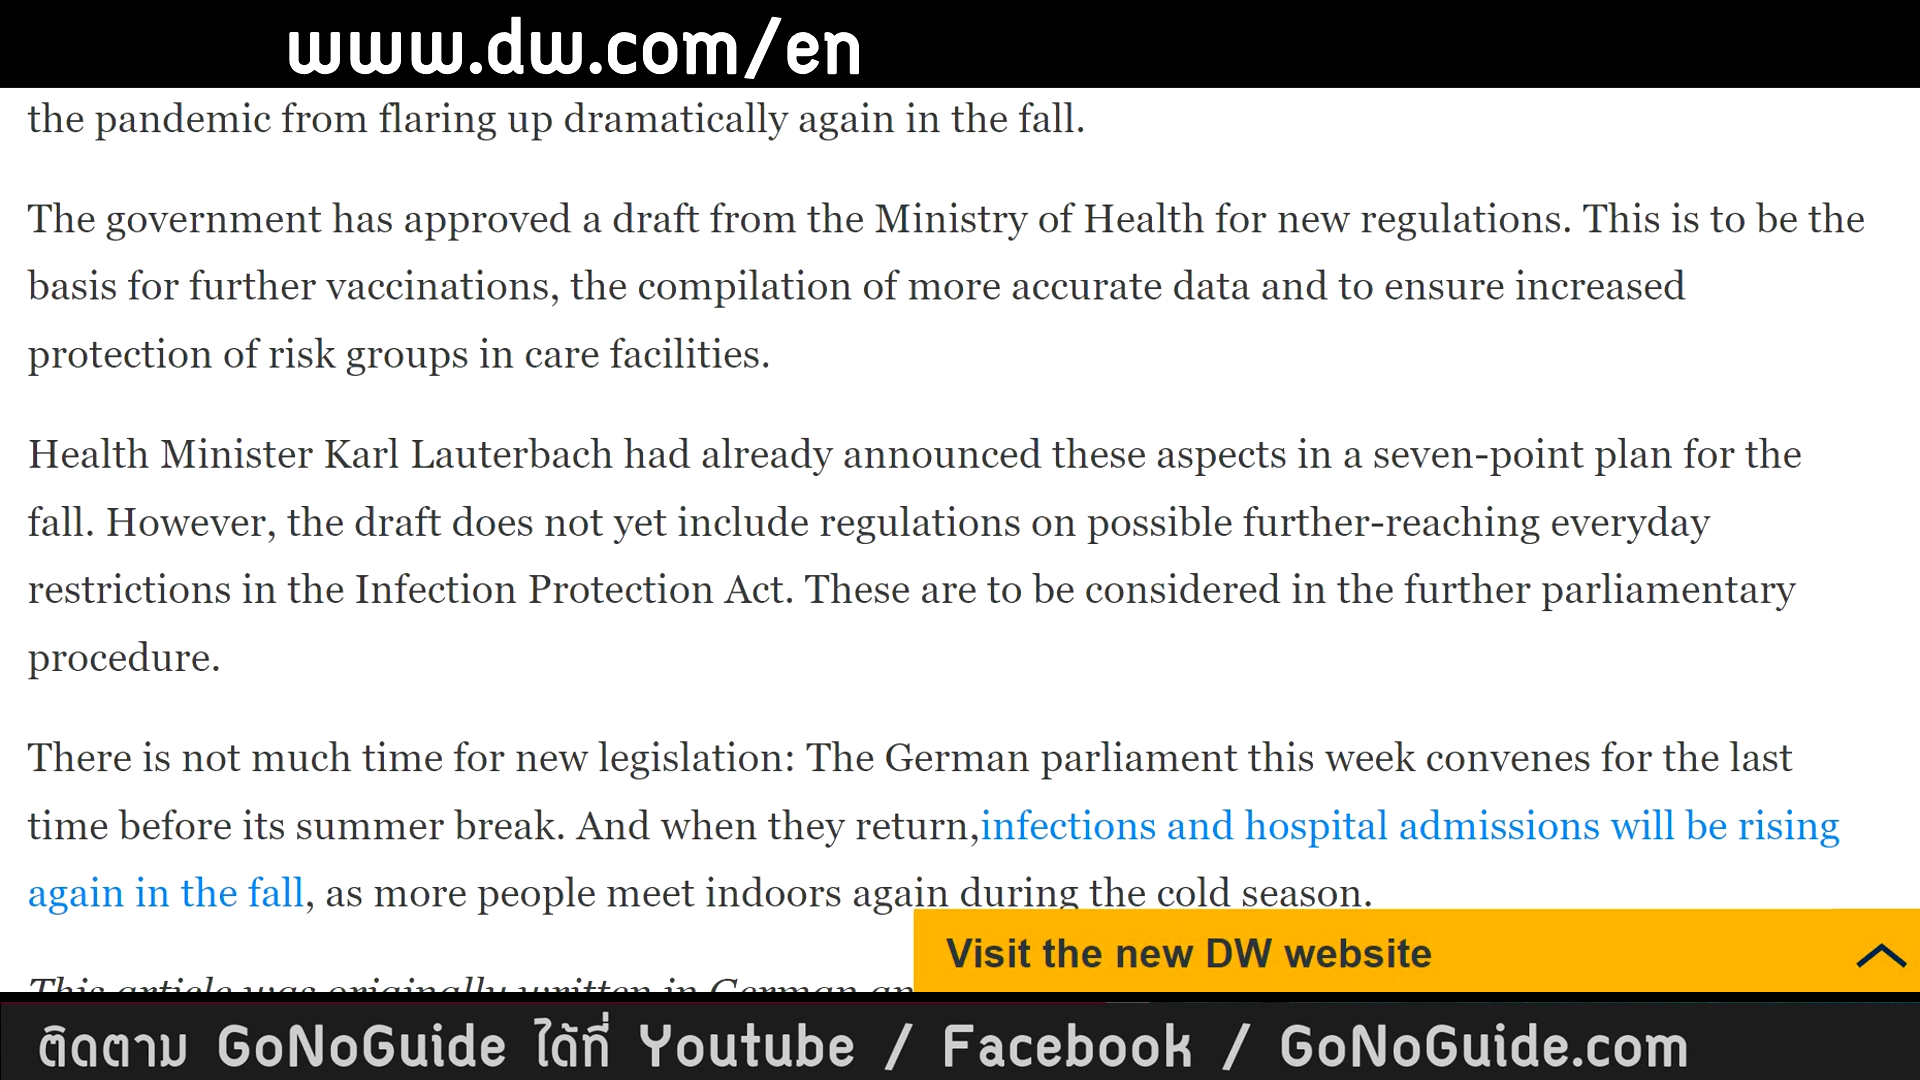 www.dw.com/en
the pandemic from flaring up dramatically again in the fall.
The government has approved a draft from the Ministry of Health for new regulations. This is to be the
basis for further vaccinations, the compilation of more accurate data and to ensure increased
protection of risk groups in care facilities.
Health Minister Karl Lauterbach had already announced these aspects in a seven-point plan for the
fall. However, the draft does not yet include regulations on possible further-reaching everyday
restrictions in the Infection Protection Act. These are to be considered in the further parliamentary
procedure.
There is not much time for new legislation: The German parliament this week convenes for the last
time before its summer break. And when they return,infections and hospital admissions will be rising
again in the fall, as more people meet indoors again during the cold season.
Visit the new DW website
This article was originally written in German an
ติดตาม GoNoGuide ได้ที่ Youtube / Facebook / GoNoGuide.com